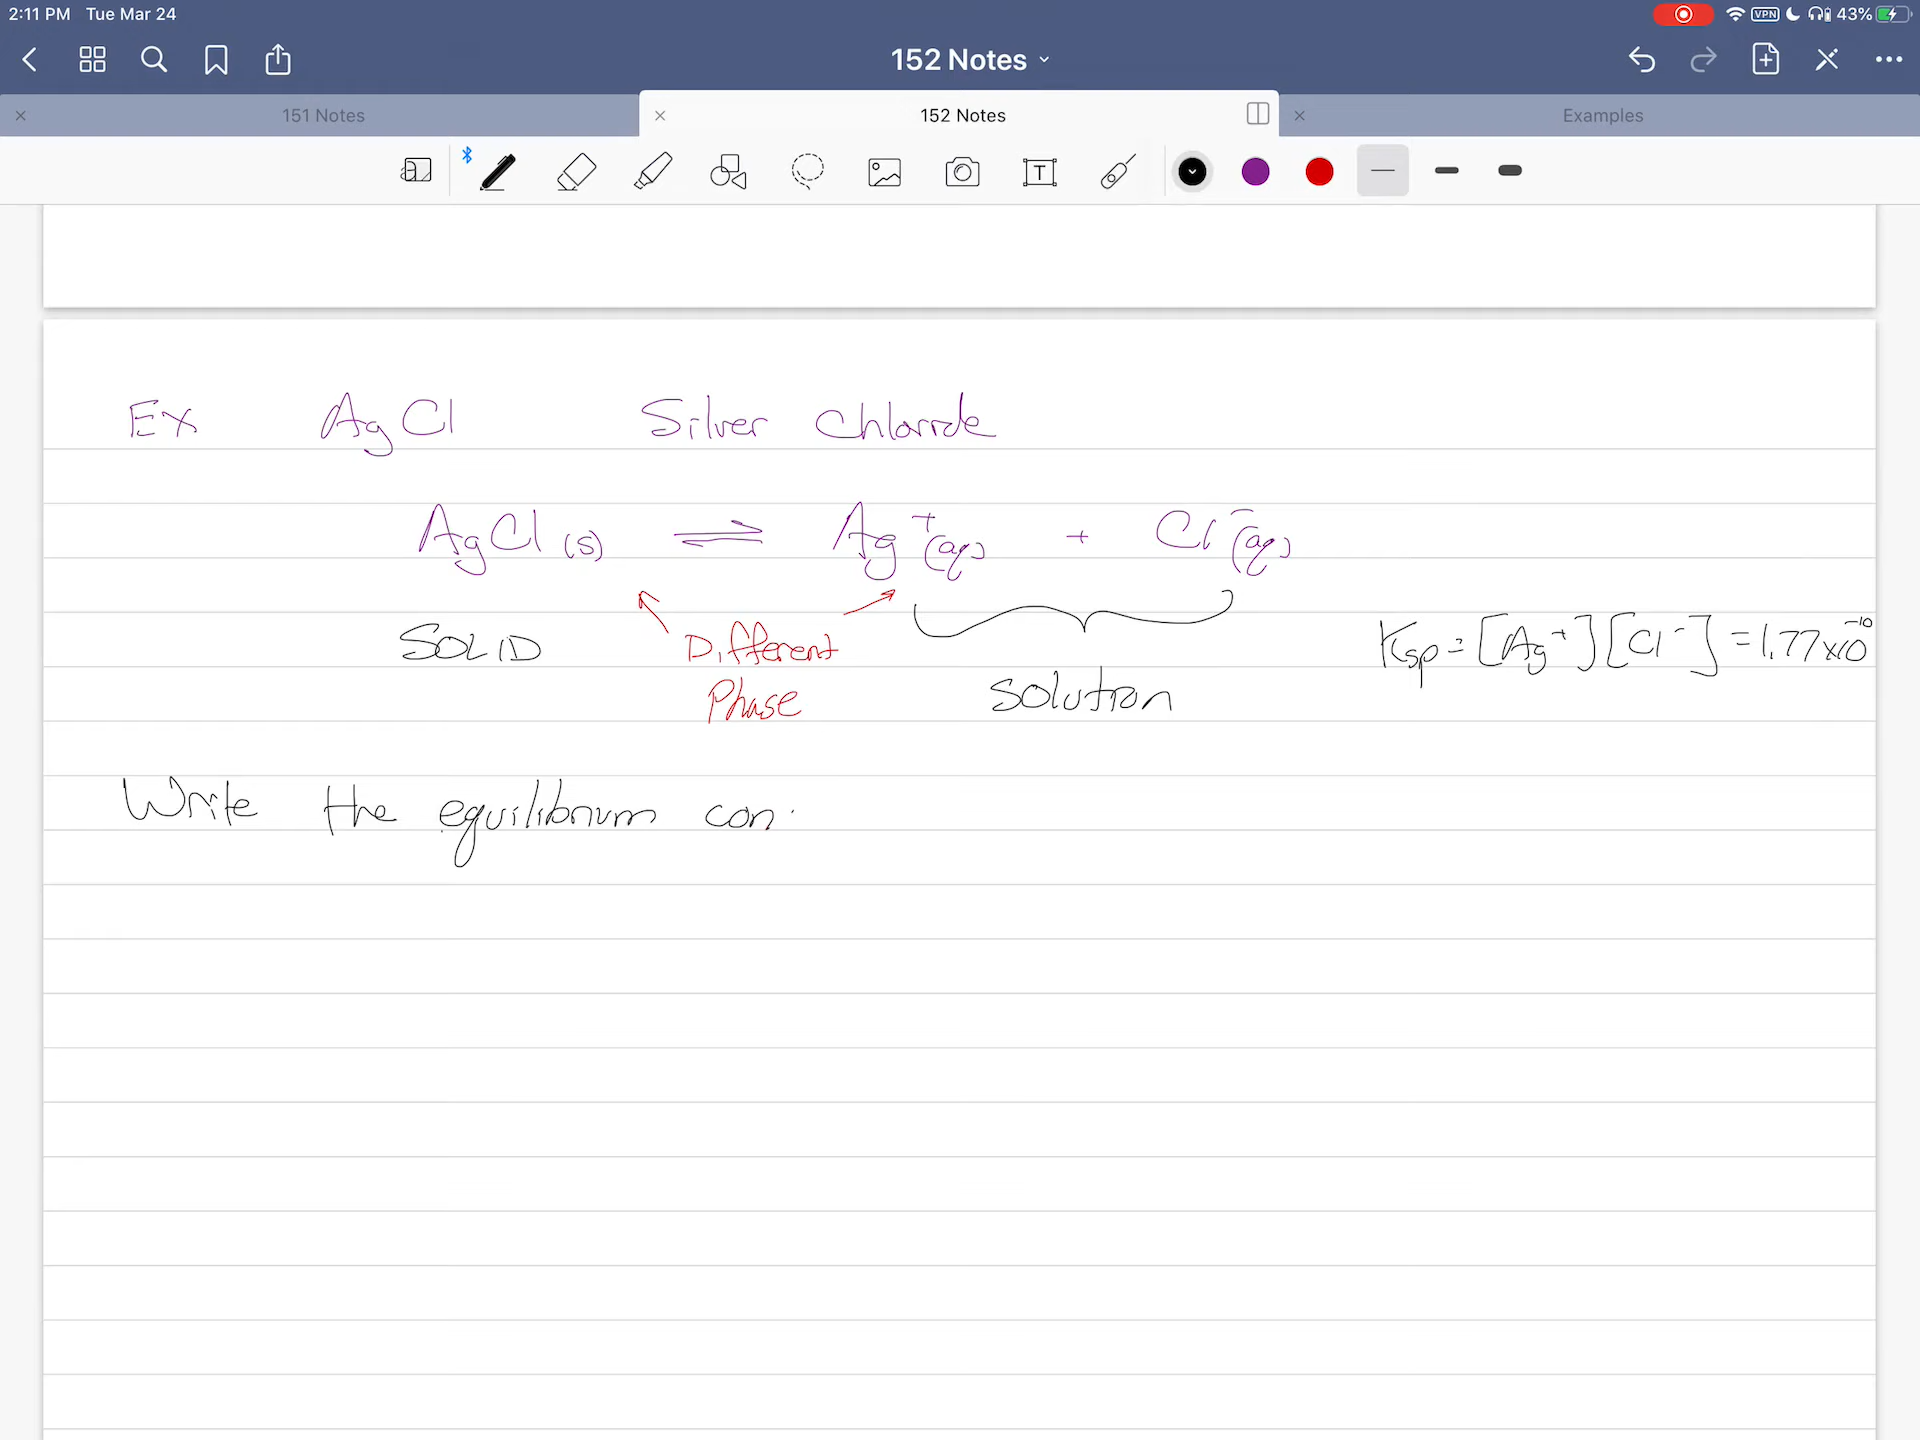 2:11 PM Tue Mar 24 VPN 43%
152 Notes
151 Notes 152 Notes Examples
T
Ex AgCl Silver Chloride
AgCl (s) ⇌ Ag⁺(aq) + Cl⁻(aq)
SOLID Different Ksp = [Ag⁺][Cl⁻] = 1.77x10⁻¹⁰
Phase solution
Write the equilibrium con